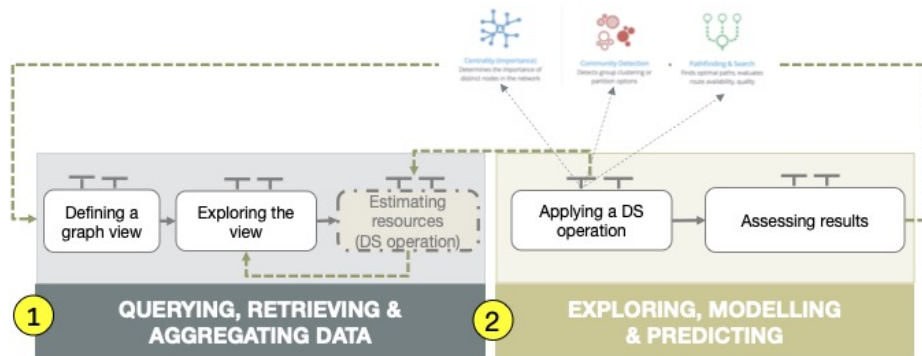 Centrality (Importance)
Determines the importance of
distinct nodes in the network
Community Detection
Detects group clustering or
partition options
Pathfinding & Search
Finds optimal paths, evaluates
route availability, quality
Defining a
graph view
Exploring the
view
Estimating
resources
(DS operation)
Applying a DS
operation
Assessing results
1
QUERYING, RETRIEVING &
AGGREGATING DATA
2
EXPLORING, MODELLING
& PREDICTING